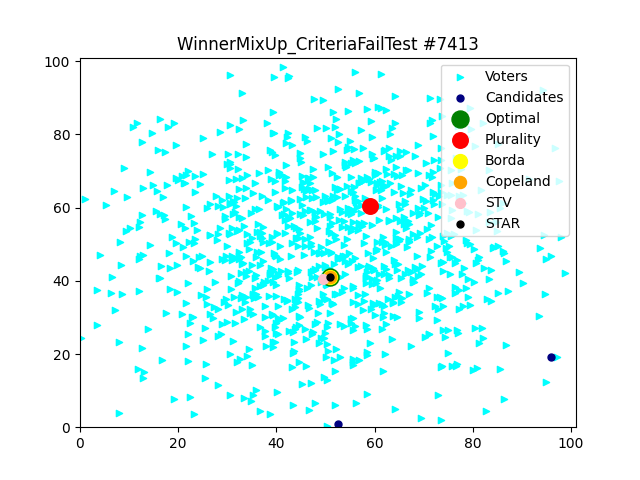 WinnerMixUp_CriteriaFailTest #7413
100
80
60
40
20
0
0 20 40 60 80 100
Voters
Candidates
Optimal
Plurality
Borda
Copeland
STV
STAR